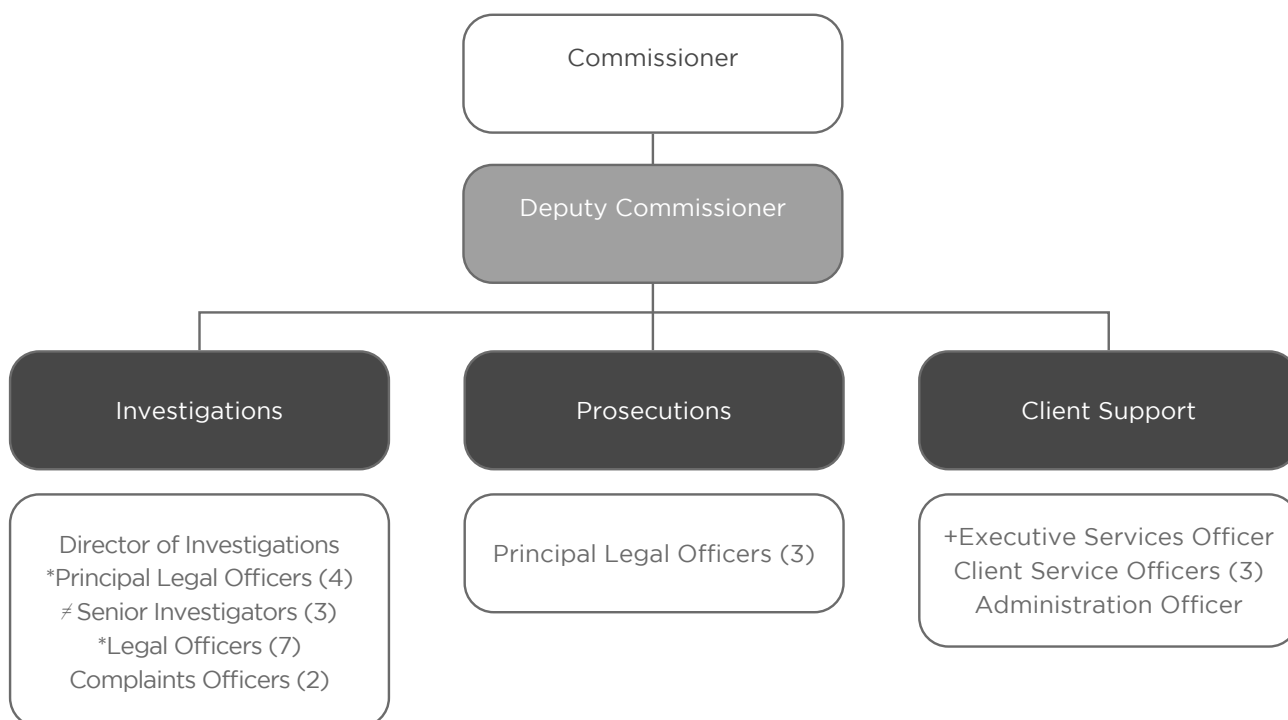 Commissioner
Deputy Commissioner
Investigations
Prosecutions
Client Support
Director of Investigations
*Principal Legal Officers (4)
≠Senior Investigators (3)
*Legal Officers (7)
Complaints Officers (2)
Principal Legal Officers (3)
+Executive Services Officer
Client Service Officers (3)
Administration Officer